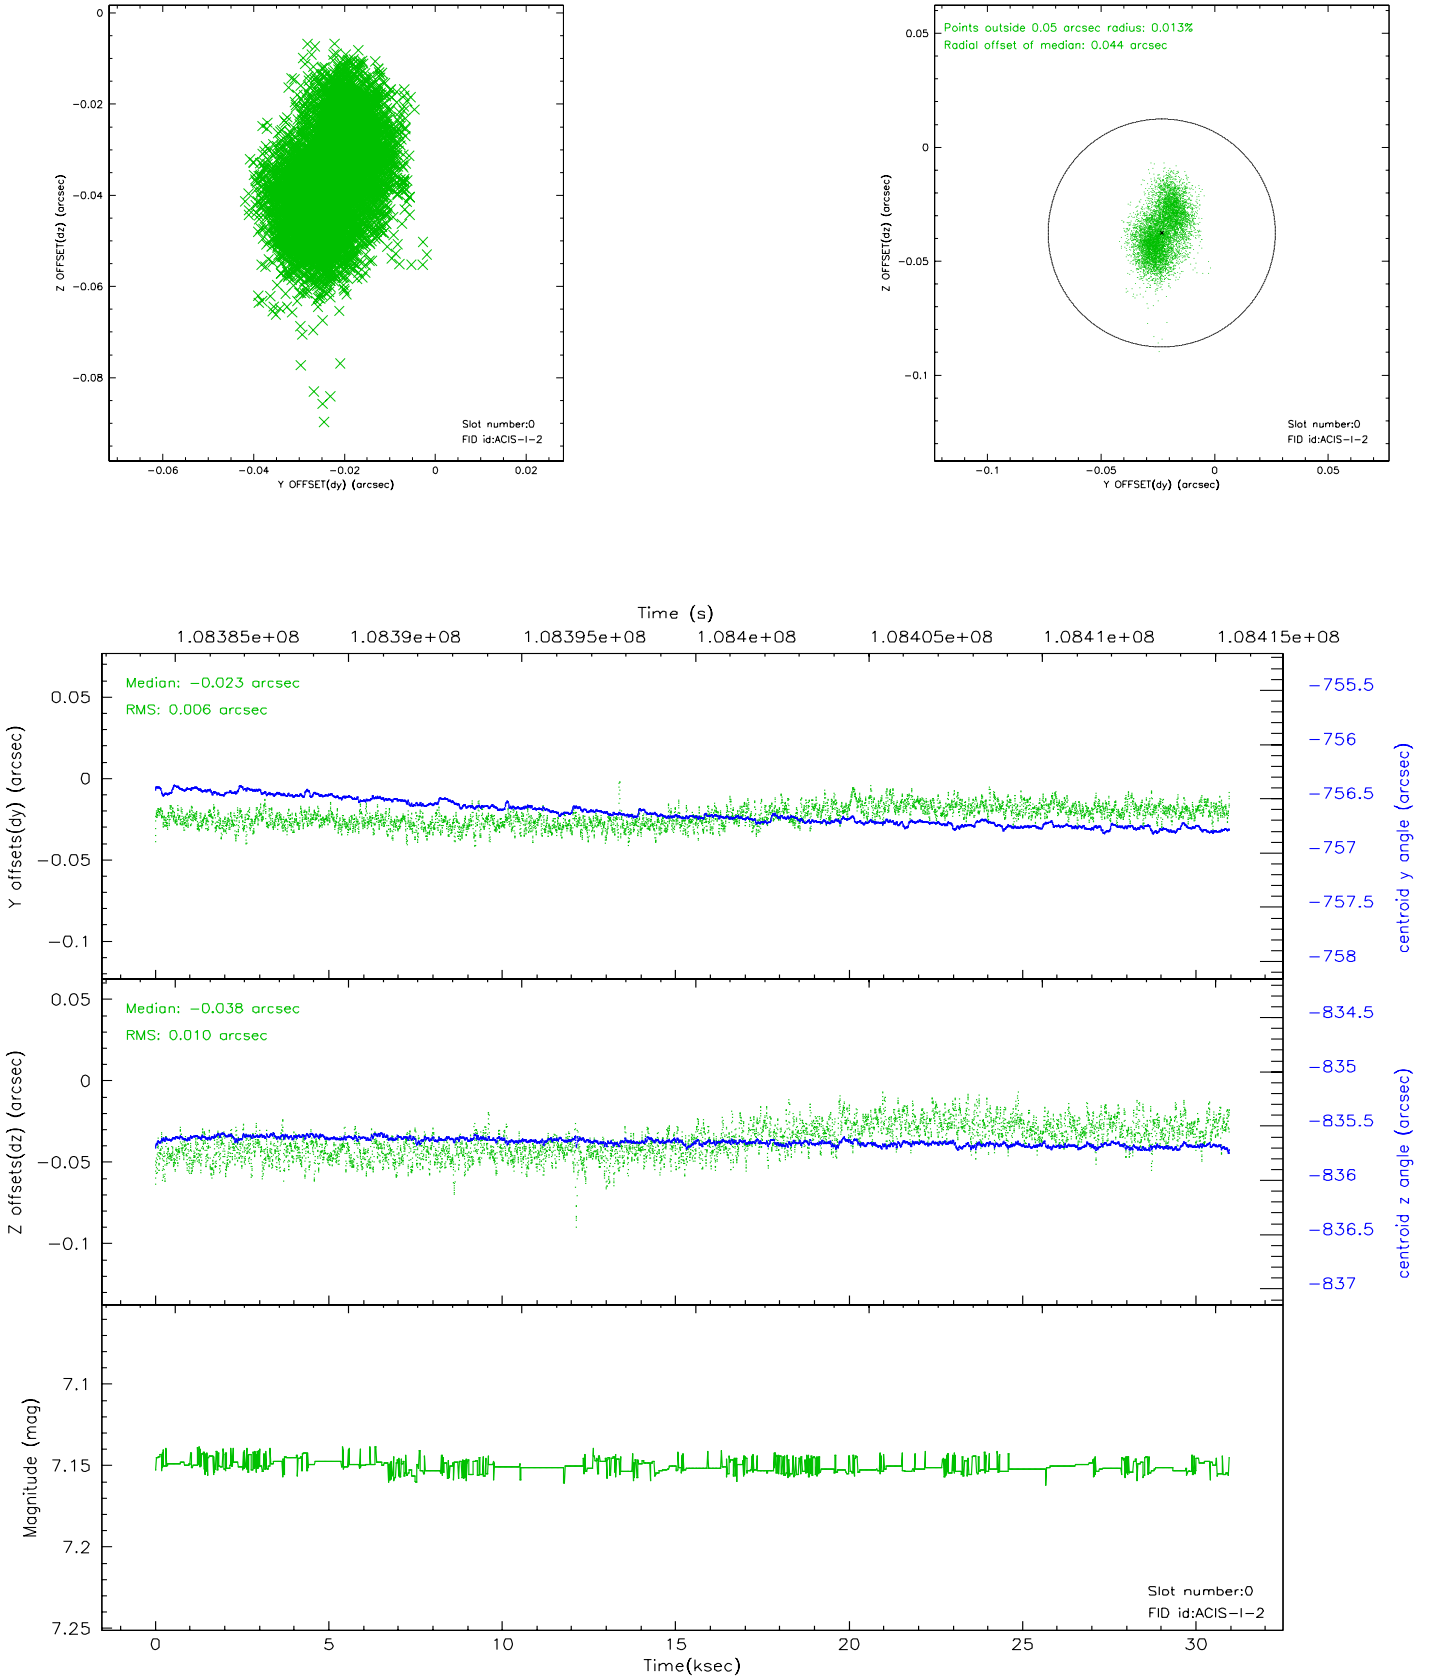 0
−0.02
−0.04
−0.06
−0.08
Z OFFSET(dz) (arcsec)
Slot number:0
FID id:ACIS−I−2
−0.06
−0.04
−0.02
0
0.02
Y OFFSET(dy) (arcsec)
0.05
0
−0.05
−0.1
Z OFFSET(dz) (arcsec)
Points outside 0.05 arcsec radius: 0.013%
Radial offset of median: 0.044 arcsec
Slot number:0
FID id:ACIS−I−2
−0.1
−0.05
0
0.05
Y OFFSET(dy) (arcsec)
Time (s)
1.08385e+08
1.0839e+08
1.08395e+08
1.084e+08
1.08405e+08
1.0841e+08
1.08415e+08
0.05
0
−0.05
−0.1
Y offsets(dy) (arcsec)
Median: −0.023 arcsec
RMS: 0.006 arcsec
−755.5
−756
−756.5
−757
−757.5
−758
centroid y angle (arcsec)
0.05
0
−0.05
−0.1
Z offsets(dz) (arcsec)
Median: −0.038 arcsec
RMS: 0.010 arcsec
−834.5
−835
−835.5
−836
−836.5
−837
centroid z angle (arcsec)
7.1
7.15
7.2
7.25
Magnitude (mag)
Slot number:0
FID id:ACIS−I−2
0
5
10
15
20
25
30
Time(ksec)